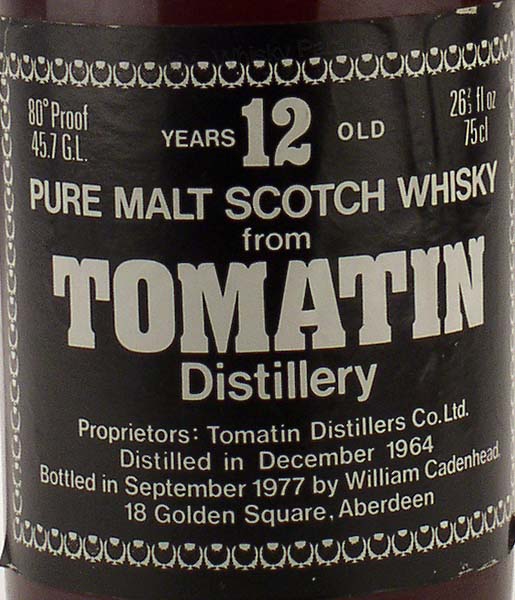 80° Proof
45.7 G.L.
YEARS 12 OLD
26⅔ fl oz
75cl
PURE MALT SCOTCH WHISKY
from
TOMATIN
Distillery
Proprietors: Tomatin Distillers Co. Ltd.
Distilled in December 1964
Bottled in September 1977 by William Cadenhead,
18 Golden Square, Aberdeen